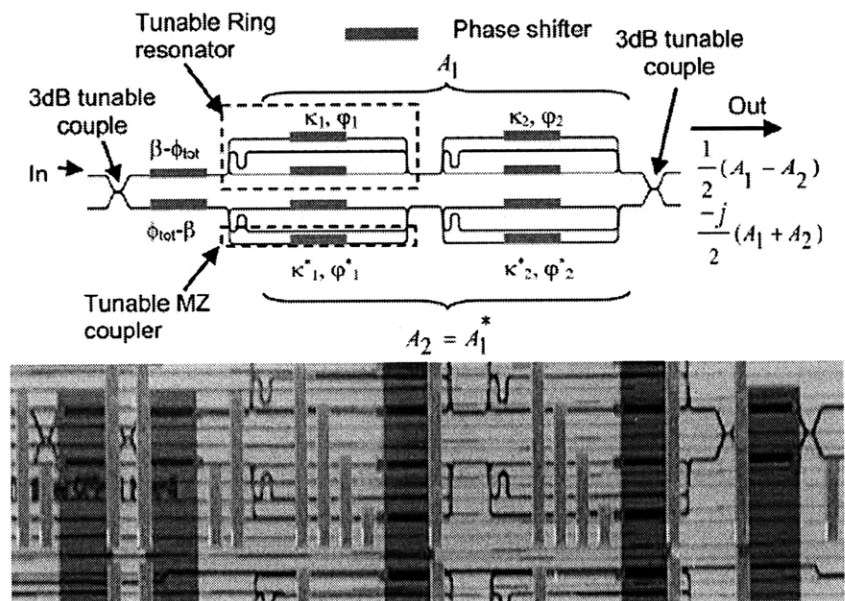 Tunable Ring
resonator
Phase shifter
3dB tunable
couple
A₁
3dB tunable
couple
κ₁, φ₁
κ₂, φ₂
Out
β-ϕtot
In
1/2 (A₁ − A₂)
ϕtot-β
−j/2 (A₁ + A₂)
κ*₁, φ*₁
κ*₂, φ*₂
Tunable MZ
coupler
A₂ = A₁*